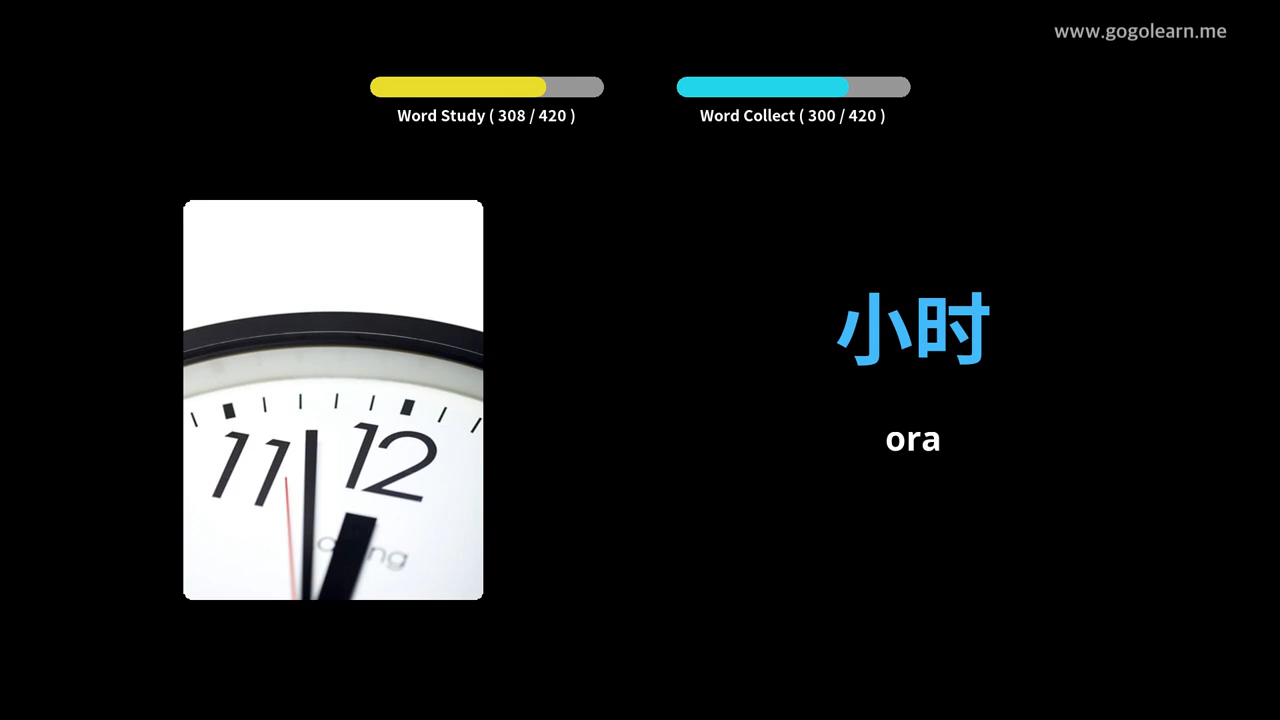 www.gogolearn.me
Word Study ( 308 / 420 )
Word Collect ( 300 / 420 )
小时
ora
11 12